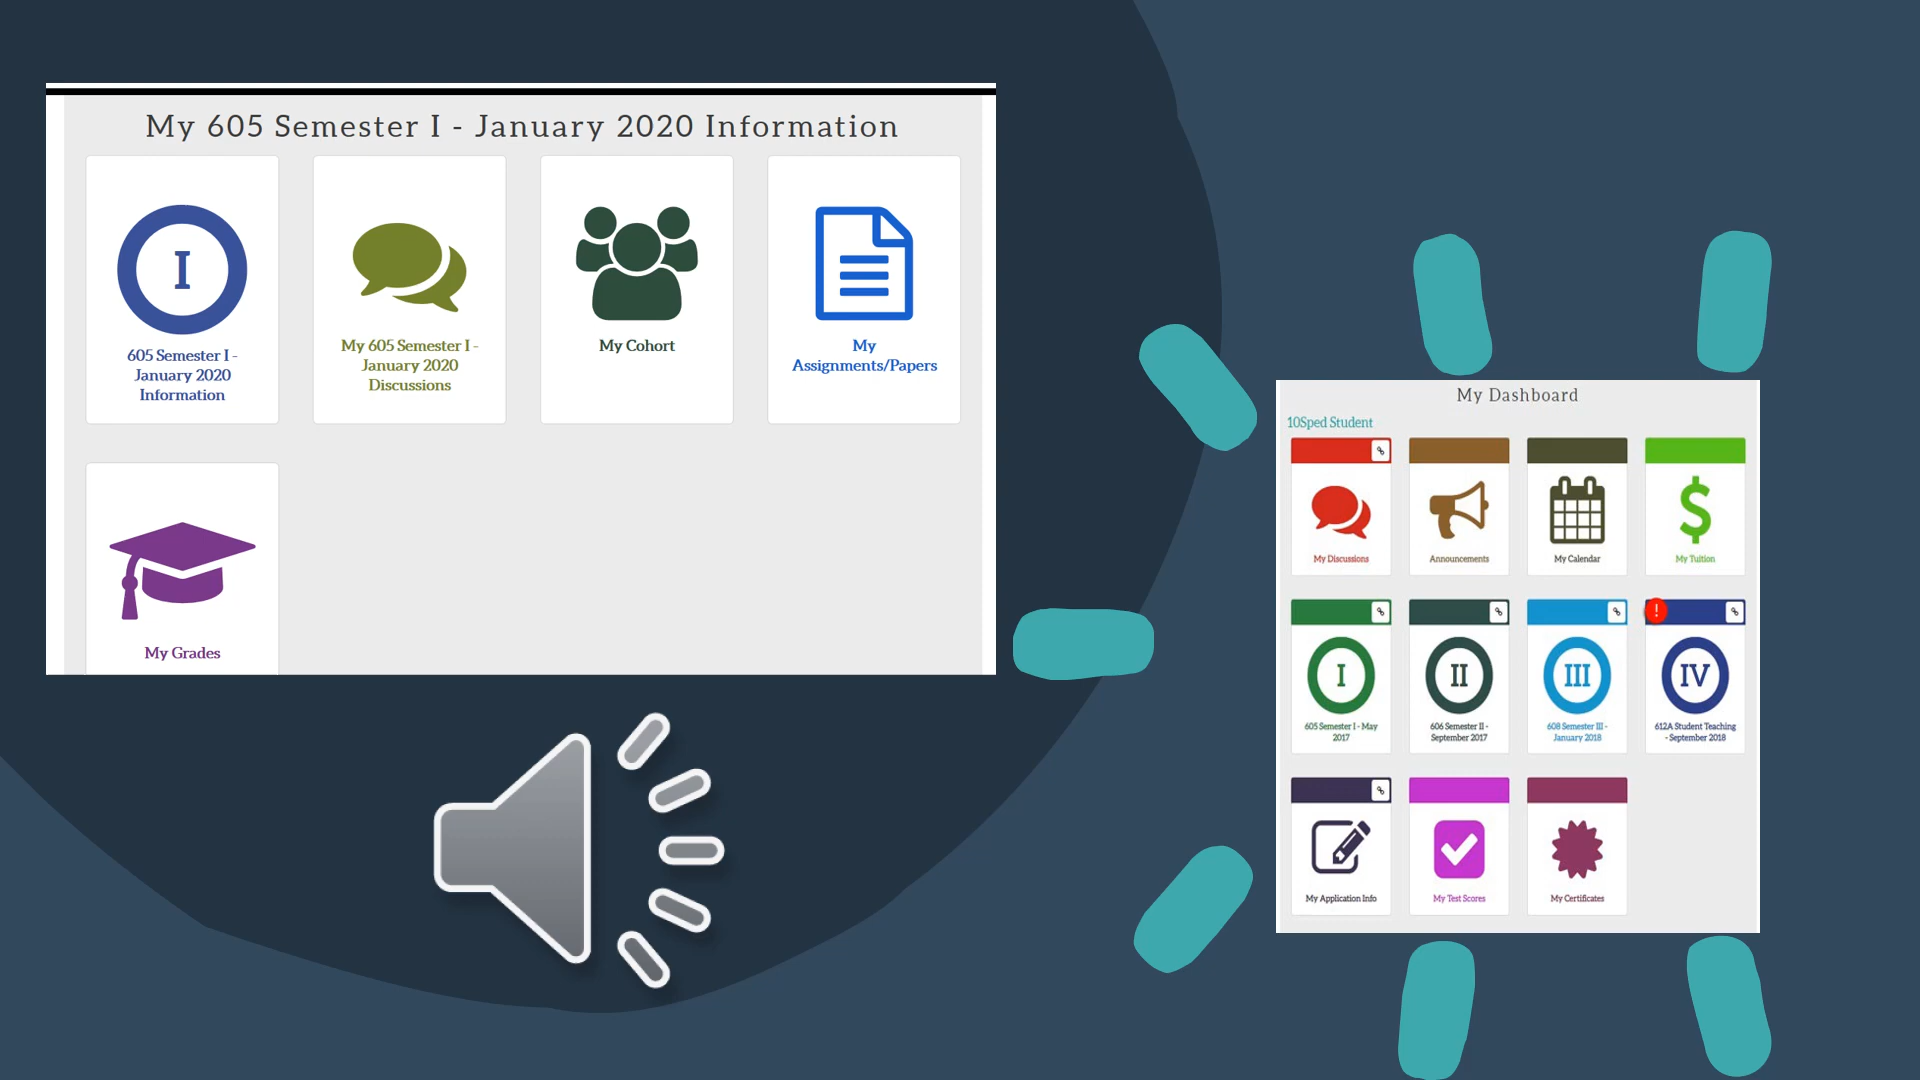 My 605 Semester I - January 2020 Information
I
605 Semester I -
January 2020
Information
My 605 Semester I -
January 2020
Discussions
My Cohort
My
Assignments/Papers
My Grades
My Dashboard
10Sped Student
My Discussions
Announcements
My Calendar
$
My Tuition
I
605 Semester I - May
2017
II
606 Semester II -
September 2017
III
608 Semester III -
January 2018
!
IV
612A Student Teaching
- September 2018
My Application Info
My Test Scores
My Certificates